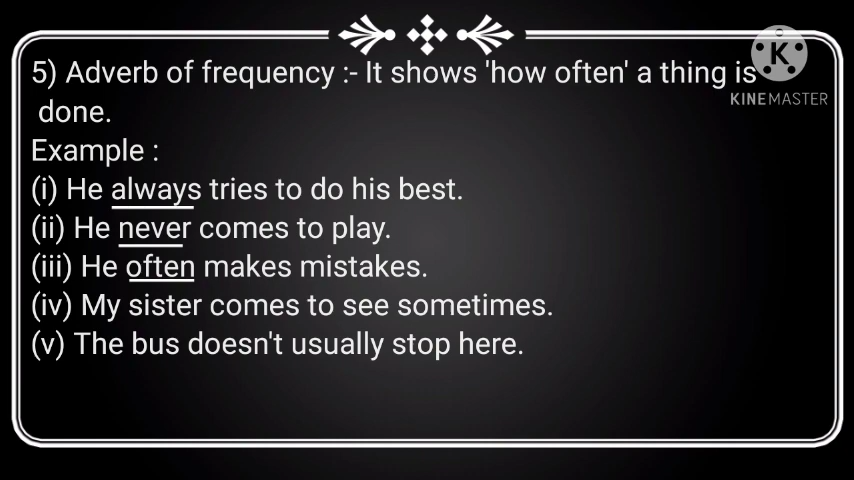 5) Adverb of frequency :- It shows 'how often' a thing is
done.
Example :
(i) He always tries to do his best.
(ii) He never comes to play.
(iii) He often makes mistakes.
(iv) My sister comes to see sometimes.
(v) The bus doesn't usually stop here.
K
KINEMASTER